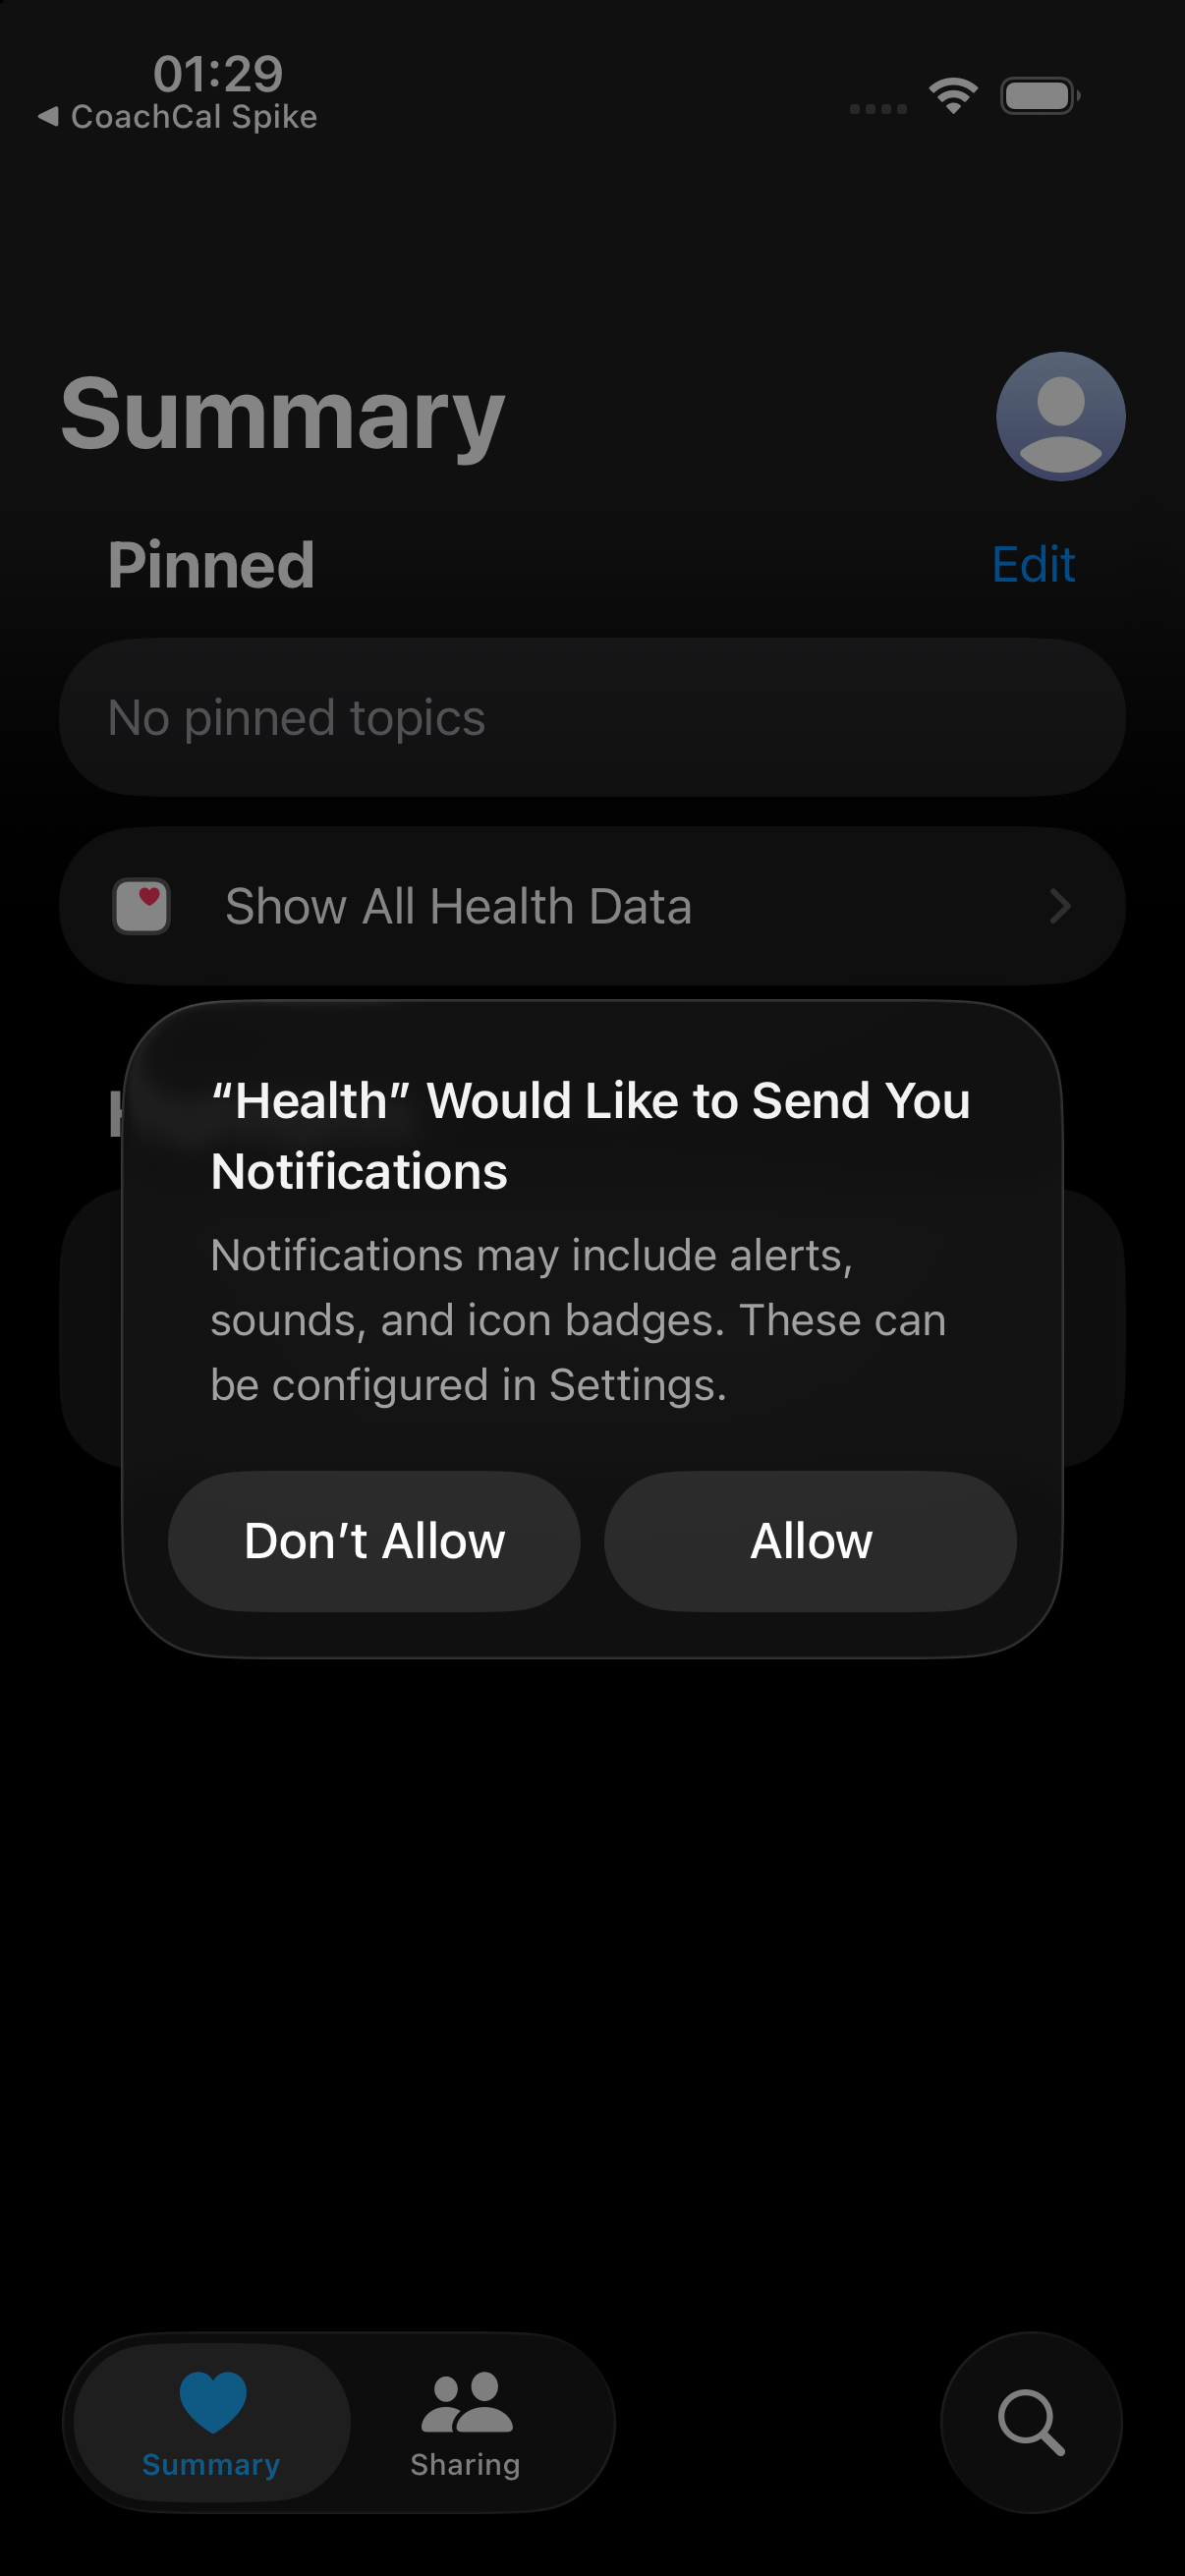 01:29
◀ CoachCal Spike
Summary
Pinned
Edit
No pinned topics
Show All Health Data
“Health” Would Like to Send You
Notifications
Notifications may include alerts,
sounds, and icon badges. These can
be configured in Settings.
Don’t Allow
Allow
Summary
Sharing